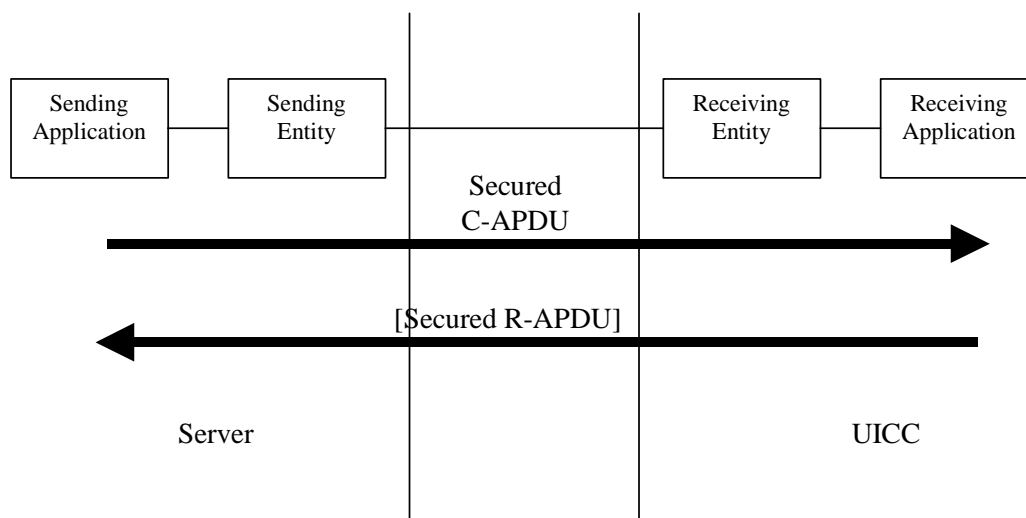 Sending
Application
Sending
Entity
Receiving
Entity
Receiving
Application
Secured
C-APDU
[Secured R-APDU]
Server
UICC